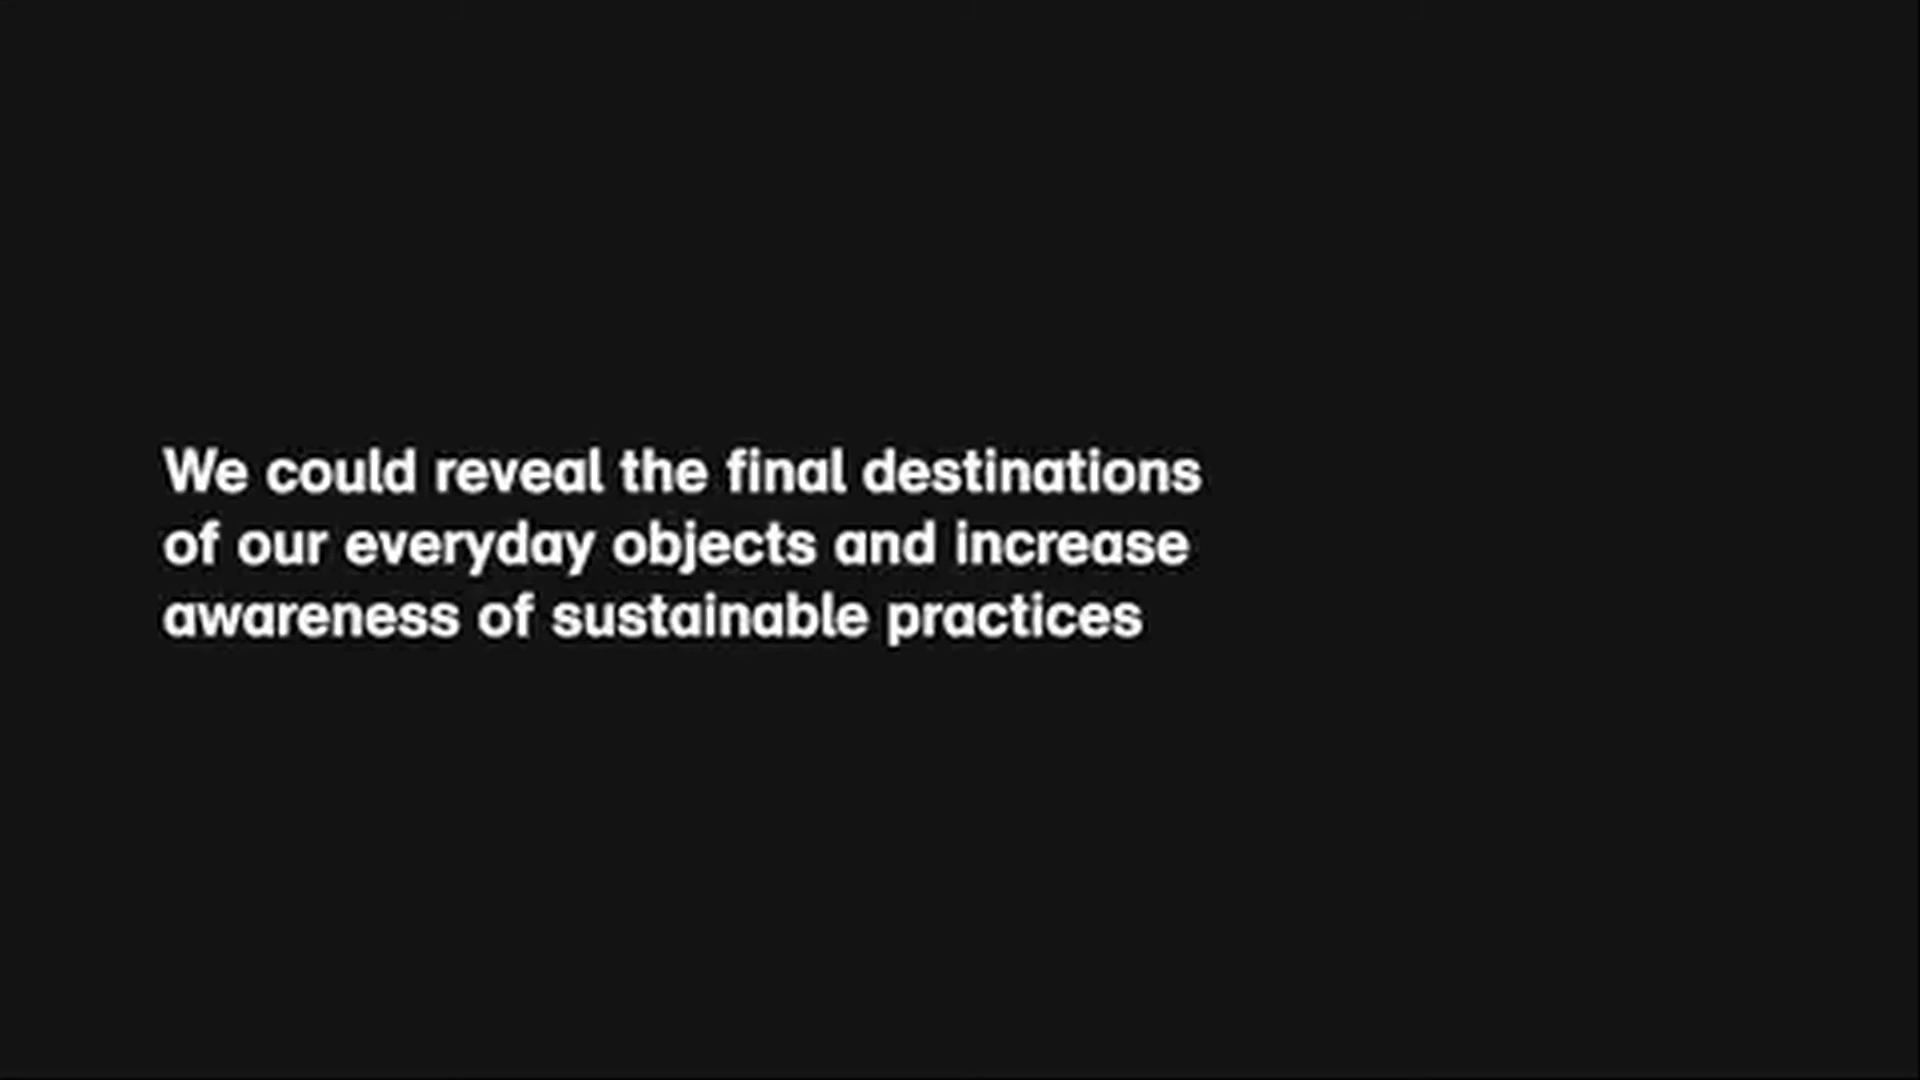 We could reveal the final destinations
of our everyday objects and increase
awareness of sustainable practices